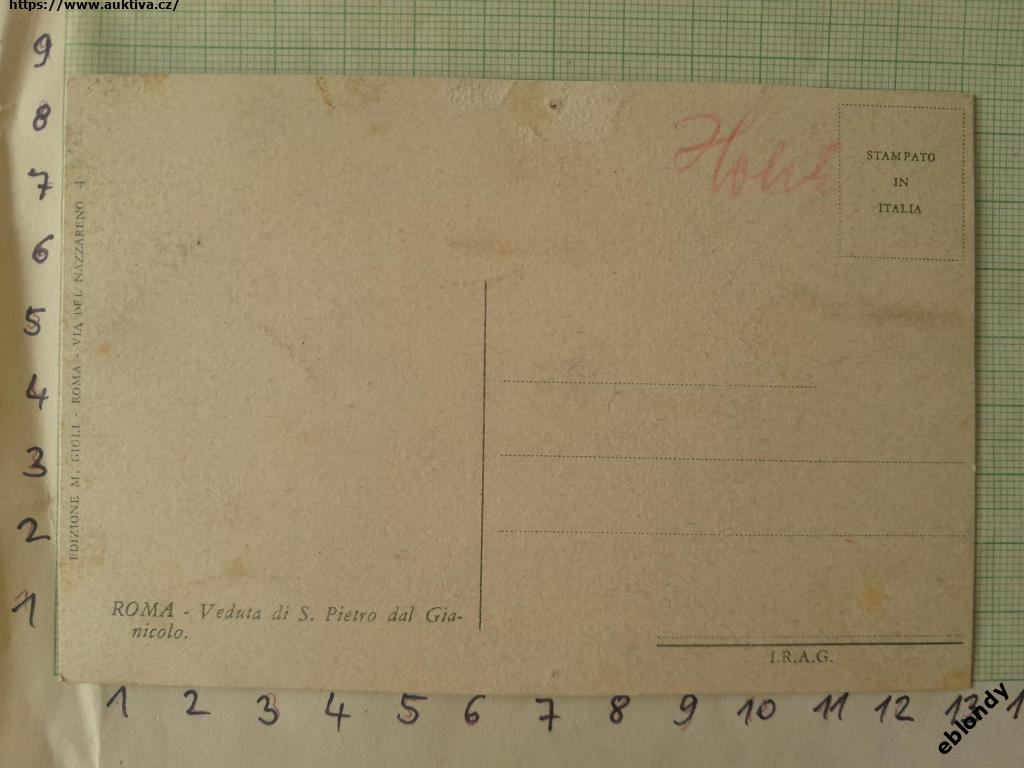 https://www.auktiva.cz/
9
8
7
6
5
4
3
2
1
EDIZIONE M. GIGLI - ROMA - VIA DEL NAZZARENO, 4
STAMPATO
IN
ITALIA
ROMA - Veduta di S. Pietro dal Gia-
nicolo.
I.R.A.G.
1 2 3 4 5 6 7 8 9 10 11 12 13 1
eblondy